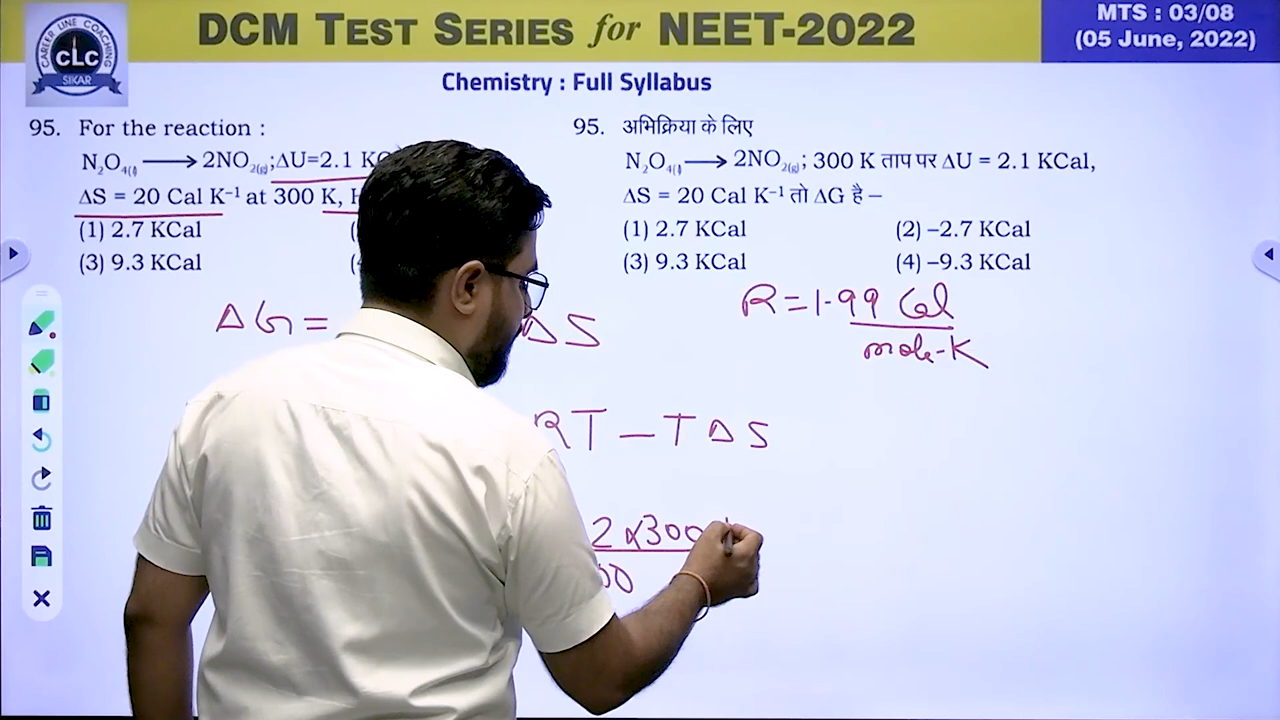 CAREER LINE COACHING
CLC
SIKAR
DCM TEST SERIES for NEET-2022
MTS : 03/08
(05 June, 2022)
Chemistry : Full Syllabus
95. For the reaction :
N₂O₄₍ₗ₎ ⟶ 2NO₂₍g₎; ΔU=2.1 KC
ΔS = 20 Cal K⁻¹ at 300 K, H
(1) 2.7 KCal
(3) 9.3 KCal
95. अभिक्रिया के लिए
N₂O₄₍ₗ₎ ⟶ 2NO₂₍g₎; 300 K ताप पर ΔU = 2.1 KCal,
ΔS = 20 Cal K⁻¹ तो ΔG है –
(1) 2.7 KCal (2) –2.7 KCal
(3) 9.3 KCal (4) –9.3 KCal
ΔG = ΔS
R = 1.99 Cal
mole-K
RT – TΔS
2 x 300